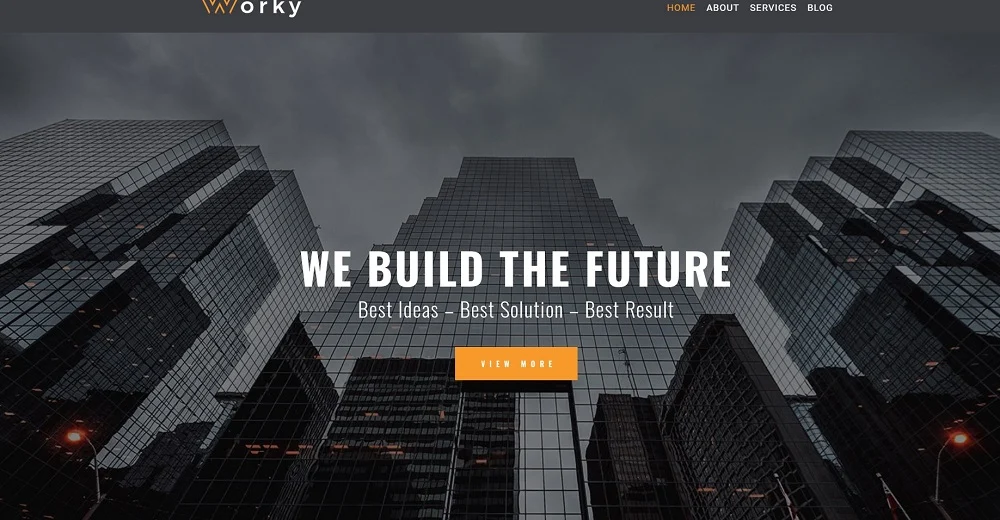 Worky
HOME ABOUT SERVICES BLOG
WE BUILD THE FUTURE
Best Ideas – Best Solution – Best Result
VIEW MORE